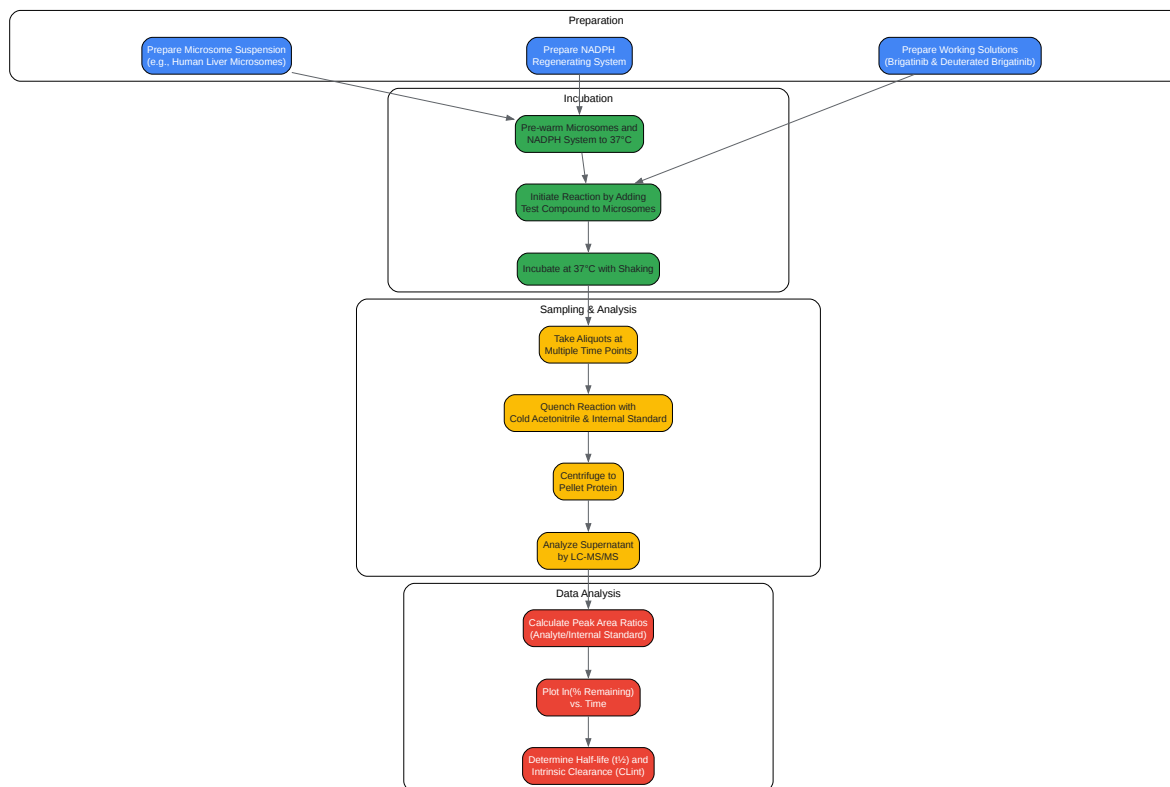 Preparation
Prepare Microsome Suspension
(e.g., Human Liver Microsomes)
Prepare NADPH
Regenerating System
Prepare Working Solutions
(Brigatinib & Deuterated Brigatinib)
Incubation
Pre-warm Microsomes and
NADPH System to 37°C
Initiate Reaction by Adding
Test Compound to Microsomes
Incubate at 37°C with Shaking
Sampling & Analysis
Take Aliquots at
Multiple Time Points
Quench Reaction with
Cold Acetonitrile & Internal Standard
Centrifuge to
Pellet Protein
Analyze Supernatant
by LC-MS/MS
Data Analysis
Calculate Peak Area Ratios
(Analyte/Internal Standard)
Plot ln(% Remaining)
vs. Time
Determine Half-life (t½) and
Intrinsic Clearance (CLint)